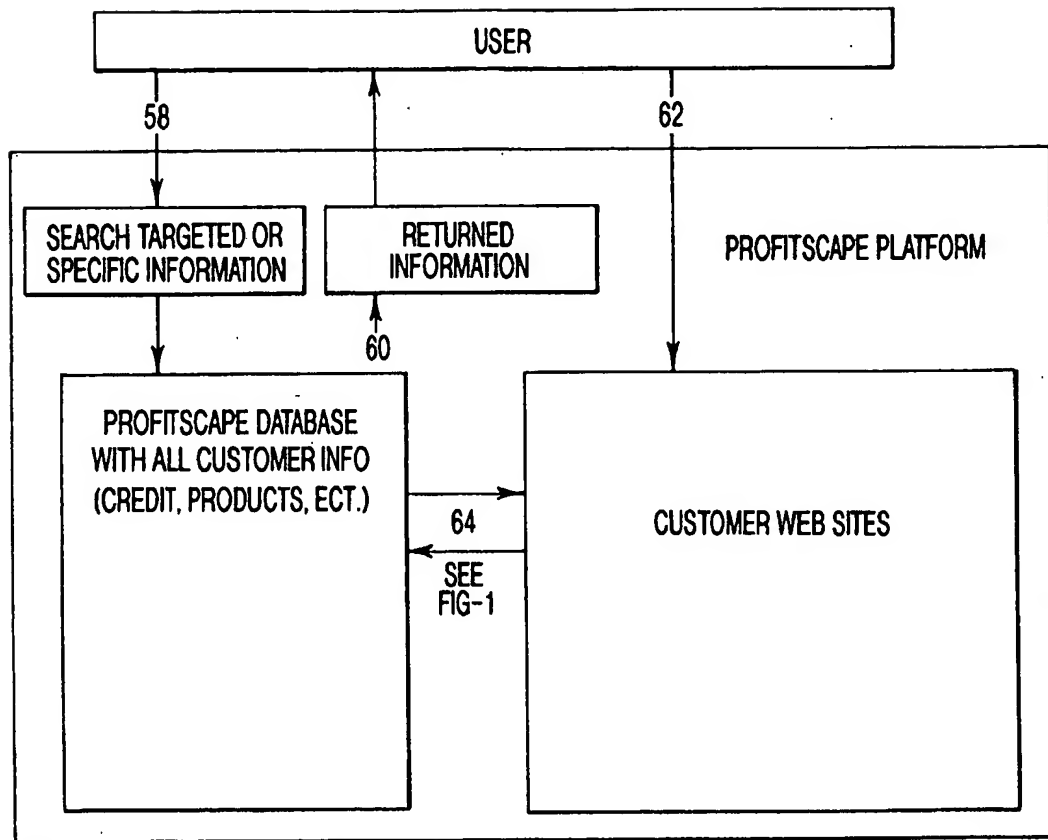 USER
58
62
SEARCH TARGETED OR
SPECIFIC INFORMATION
RETURNED
INFORMATION
PROFITSCAPE PLATFORM
60
PROFITSCAPE DATABASE
WITH ALL CUSTOMER INFO
(CREDIT, PRODUCTS, ECT.)
64
SEE
FIG-1
CUSTOMER WEB SITES